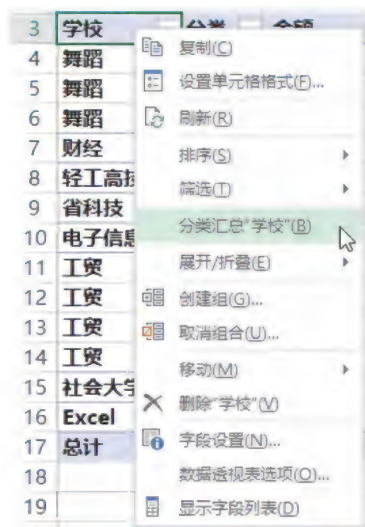 3 学校 分类 金额
4 舞蹈 复制(C)
5 舞蹈 设置单元格格式(F)...
6 舞蹈 刷新(R)
7 财经 排序(S)
8 轻工高技 筛选(T)
9 省科技 分类汇总"学校"(B)
10 电子信息
11 工贸 展开/折叠(E)
12 工贸 创建组(G)...
13 工贸 取消组合(U)...
14 工贸 移动(M)
15 社会大学 删除"学校"(V)
16 Excel
17 总计 字段设置(N)...
18 数据透视表选项(O)...
19 显示字段列表(D)